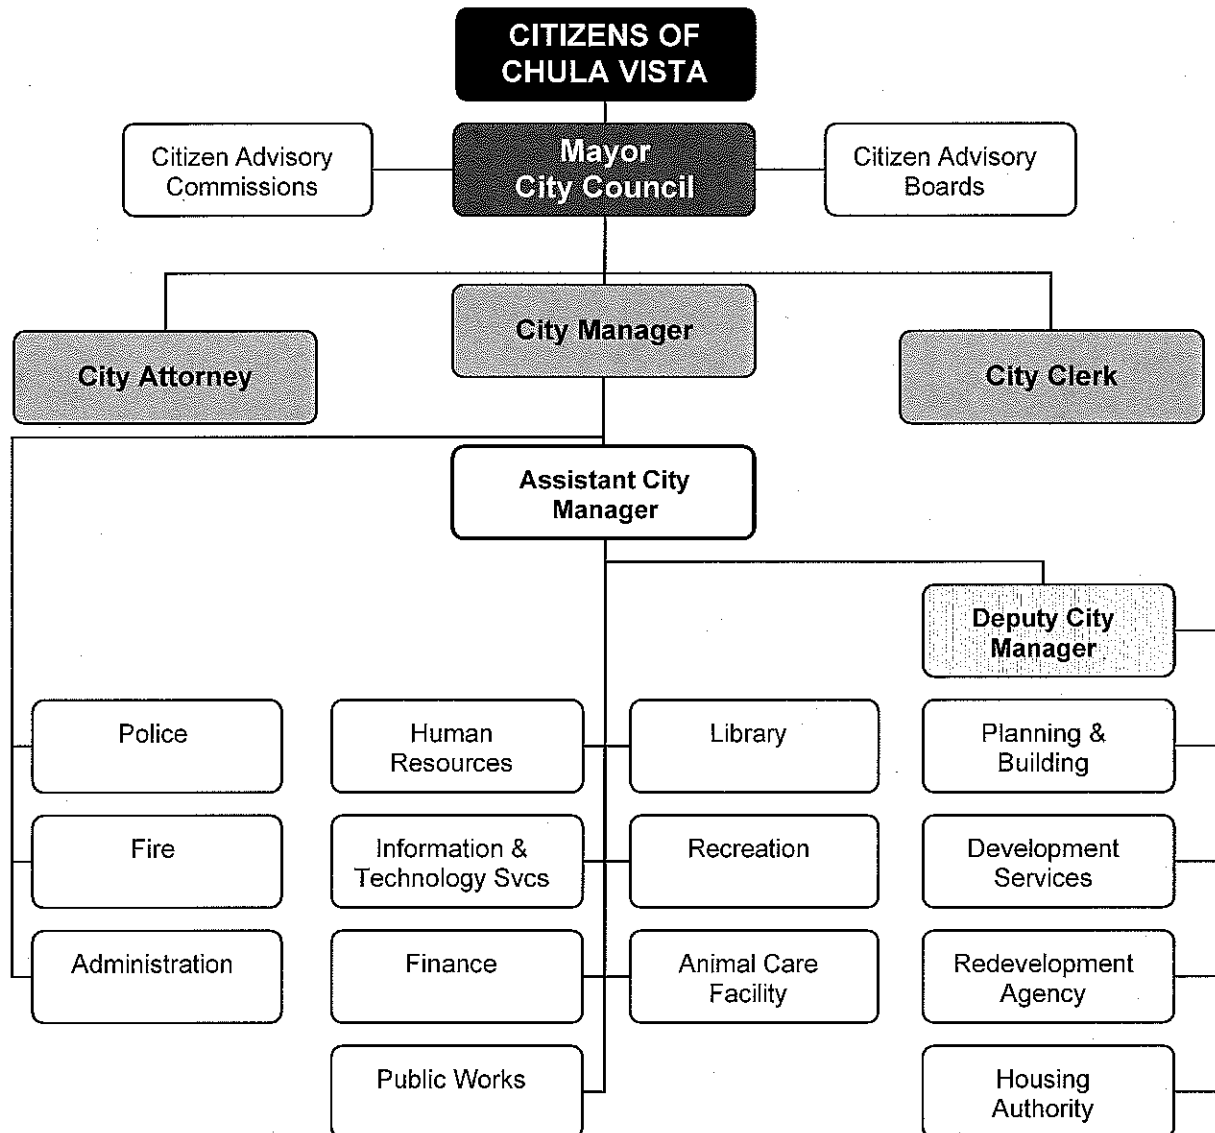 CITIZENS OF
CHULA VISTA
Citizen Advisory
Commissions
Mayor
City Council
Citizen Advisory
Boards
City Attorney
City Manager
City Clerk
Assistant City
Manager
Deputy City
Manager
Police
Human
Resources
Library
Planning &
Building
Fire
Information &
Technology Svcs
Recreation
Development
Services
Administration
Finance
Animal Care
Facility
Redevelopment
Agency
Public Works
Housing
Authority